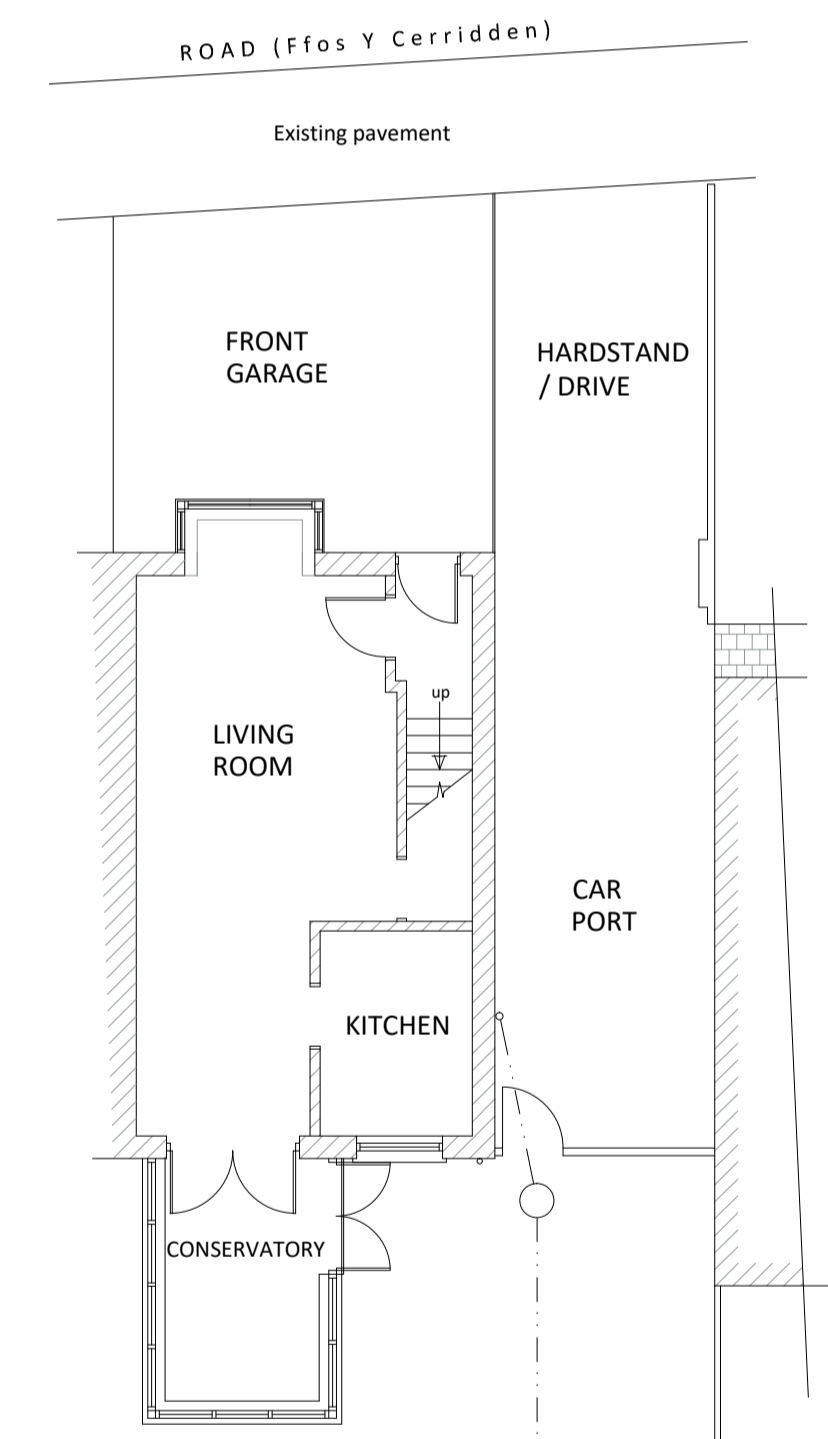 ROAD (Ffos Y Cerridden)
Existing pavement
FRONT
GARAGE
HARDSTAND
/ DRIVE
up
LIVING
ROOM
CAR
PORT
KITCHEN
CONSERVATORY